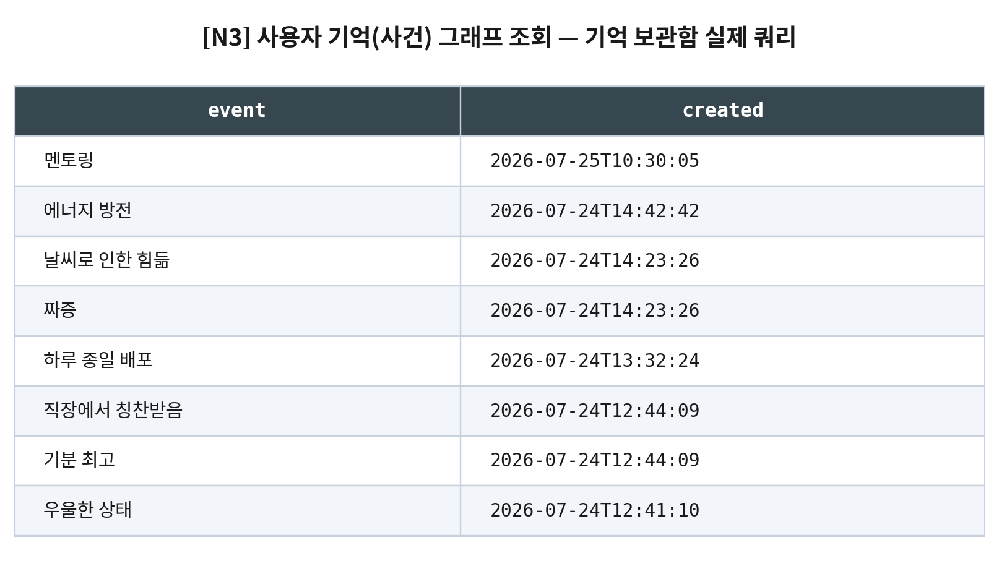 [N3] 사용자 기억(사건) 그래프 조회 — 기억 보관함 실제 쿼리
event created
멘토링 2026-07-25T10:30:05
에너지 방전 2026-07-24T14:42:42
날씨로 인한 힘듦 2026-07-24T14:23:26
짜증 2026-07-24T14:23:26
하루 종일 배포 2026-07-24T13:32:24
직장에서 칭찬받음 2026-07-24T12:44:09
기분 최고 2026-07-24T12:44:09
우울한 상태 2026-07-24T12:41:10